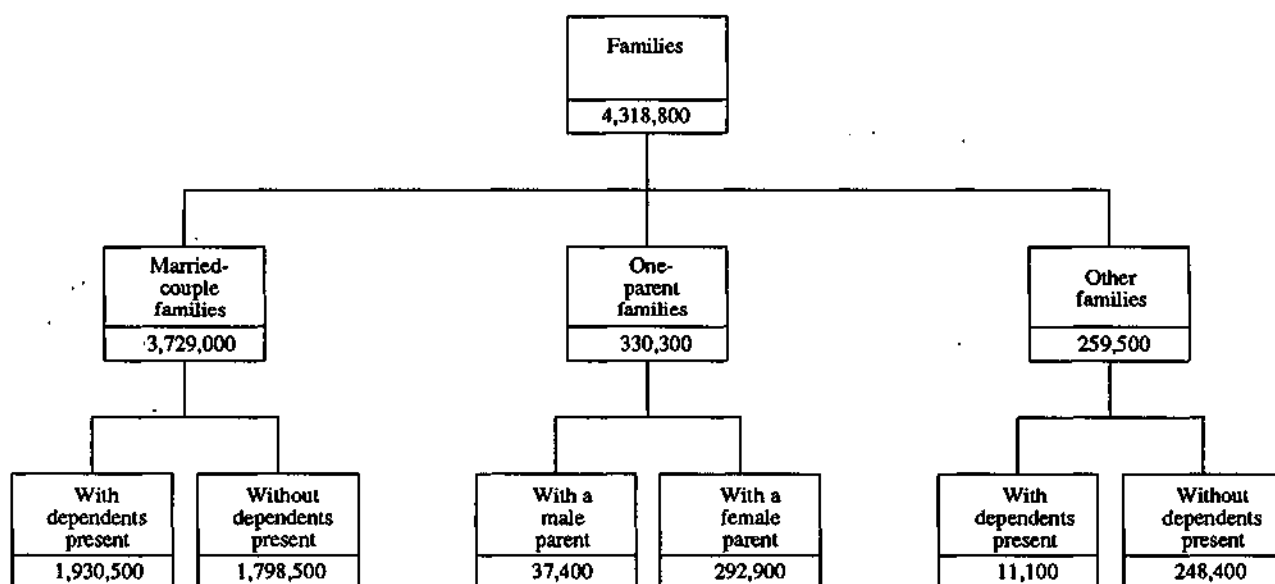 Families
4,318,800
Married-
couple
families
3,729,000
One-
parent
families
330,300
Other
families
259,500
With
dependents
present
1,930,500
Without
dependents
present
1,798,500
With a
male
parent
37,400
With a
female
parent
292,900
With
dependents
present
11,100
Without
dependents
present
248,400